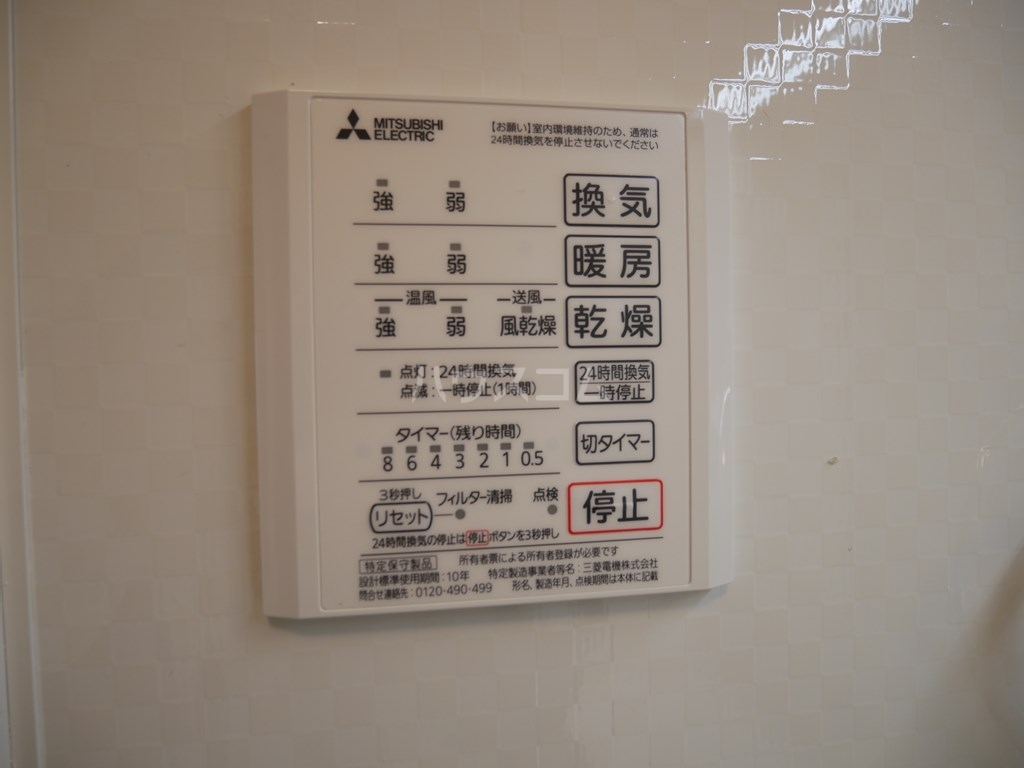 MITSUBISHI
ELECTRIC
【お願い】室内環境維持のため、通常は
24時間換気を停止させないでください
強 弱 換気
強 弱 暖房
温風 送風
強 弱 風乾燥 乾燥
点灯：24時間換気
点滅：一時停止(1時間)
24時間換気
一時停止
タイマー(残り時間)
8 6 4 3 2 1 0.5
切タイマー
3秒押し
リセット フィルター清掃 点検
停止
24時間換気の停止は停止ボタンを3秒押し
特定保守製品 所有者票による所有者登録が必要です
設計標準使用期間：10年 特定製造事業者等名：三菱電機株式会社
問合せ連絡先：0120-490-499 形名、製造年月、点検期間は本体に記載
ハウスコム